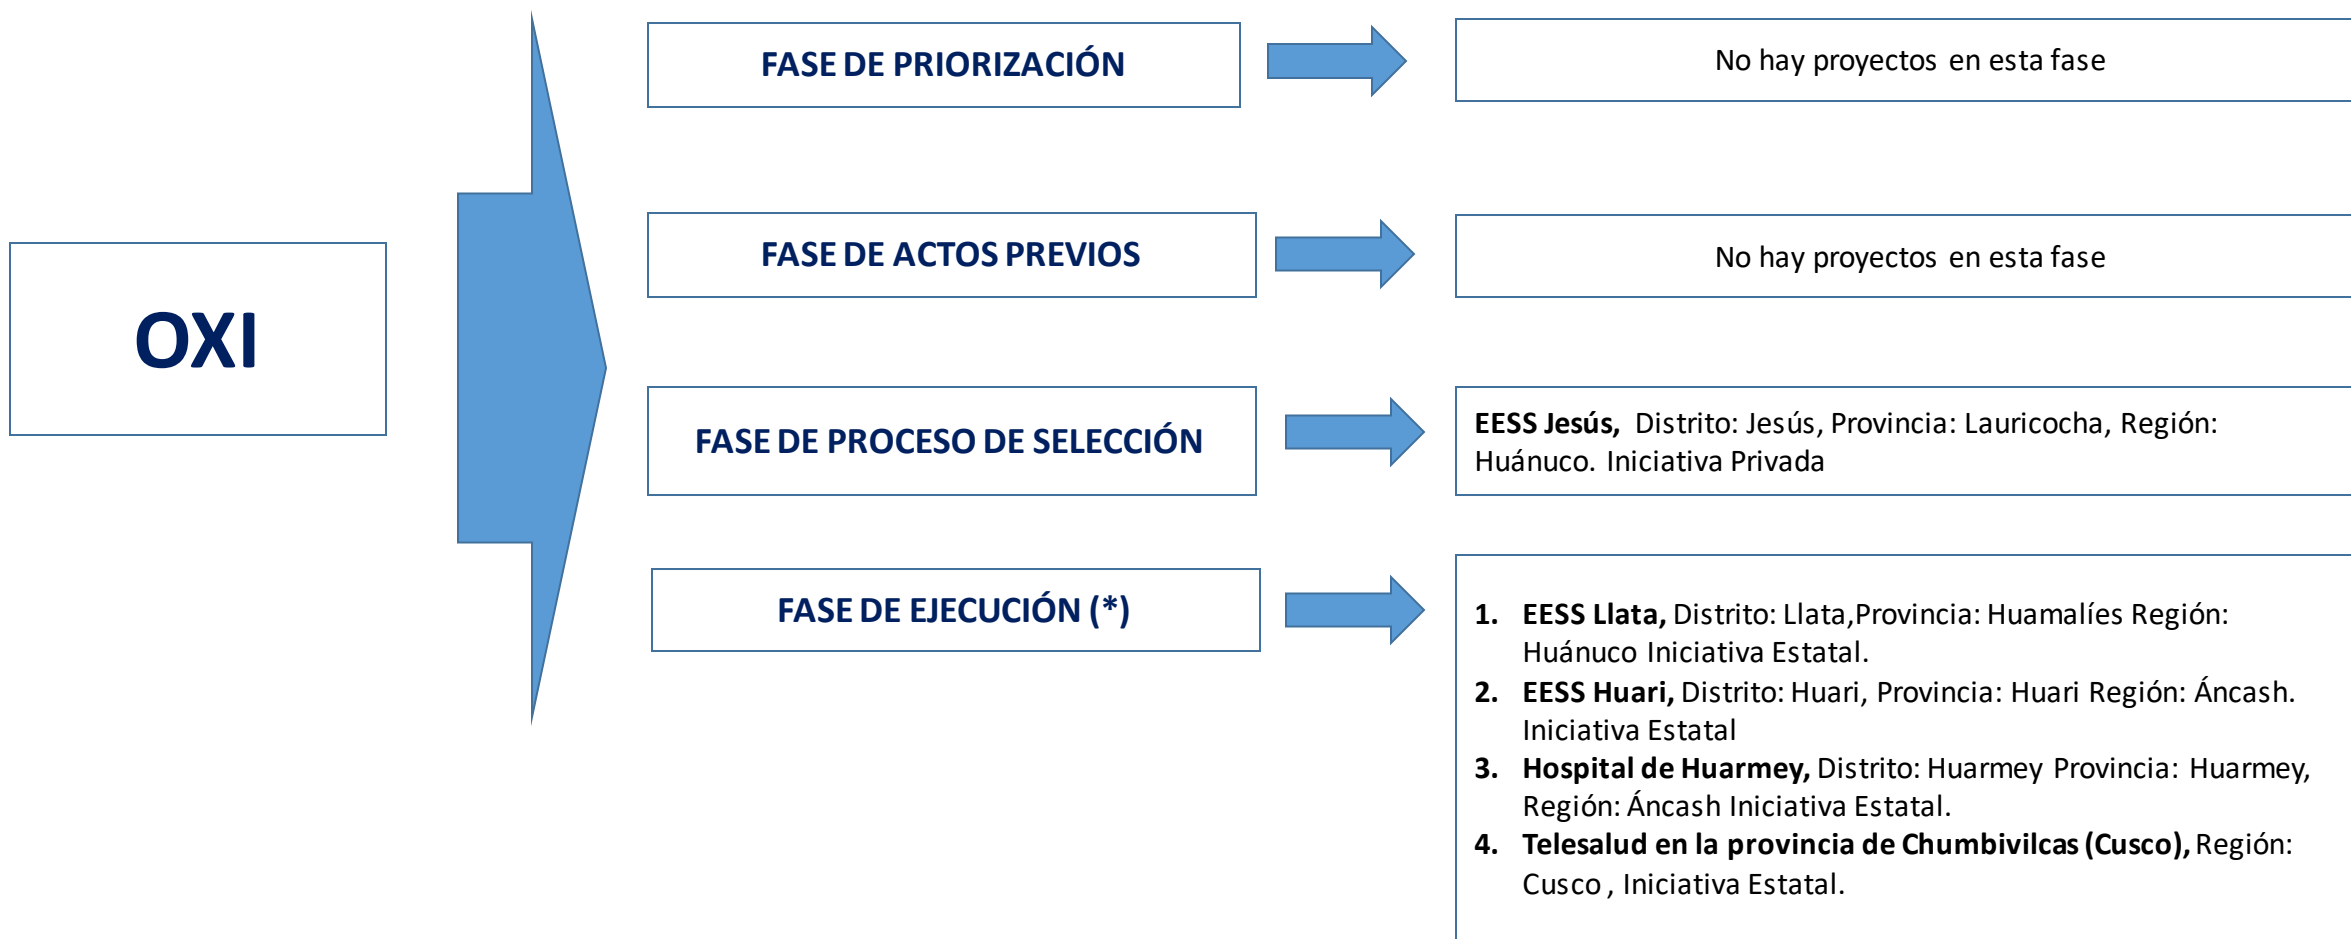 OXI
FASE DE PRIORIZACIÓN
No hay proyectos en esta fase
FASE DE ACTOS PREVIOS
No hay proyectos en esta fase
FASE DE PROCESO DE SELECCIÓN
EESS Jesús, Distrito: Jesús, Provincia: Lauricocha, Región:
Huánuco. Iniciativa Privada
FASE DE EJECUCIÓN (*)
1. EESS Llata, Distrito: Llata,Provincia: Huamalíes Región:
Huánuco Iniciativa Estatal.
2. EESS Huari, Distrito: Huari, Provincia: Huari Región: Áncash.
Iniciativa Estatal
3. Hospital de Huarmey, Distrito: Huarmey Provincia: Huarmey,
Región: Áncash Iniciativa Estatal.
4. Telesalud en la provincia de Chumbivilcas (Cusco), Región:
Cusco , Iniciativa Estatal.